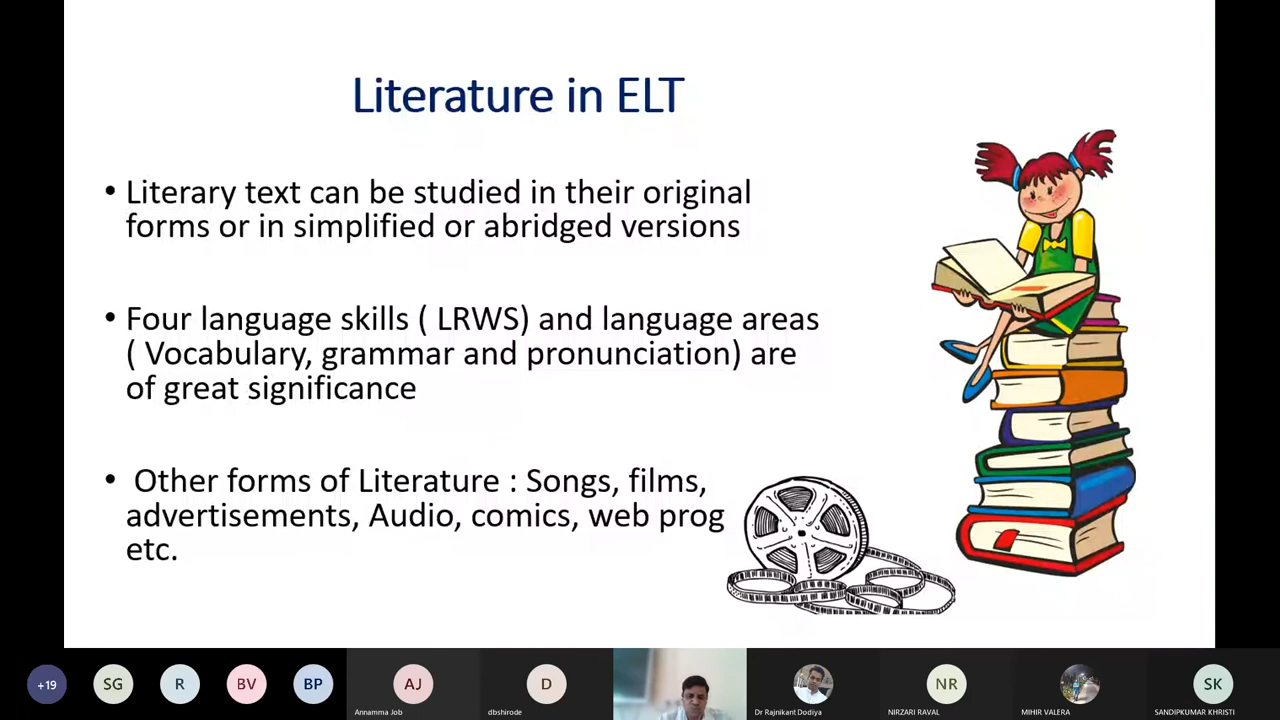 Literature in ELT
• Literary text can be studied in their original
forms or in simplified or abridged versions
• Four language skills ( LRWS) and language areas
( Vocabulary, grammar and pronunciation) are
of great significance
• Other forms of Literature : Songs, films,
advertisements, Audio, comics, web prog
etc.
+19
SG
R
BV
BP
AJ
Annamma Job
D
dbshirode
Dr Rajnikant Dodiya
NR
NIRZARI RAVAL
MIHIR VALERA
SK
SANDIPKUMAR KHRISTI